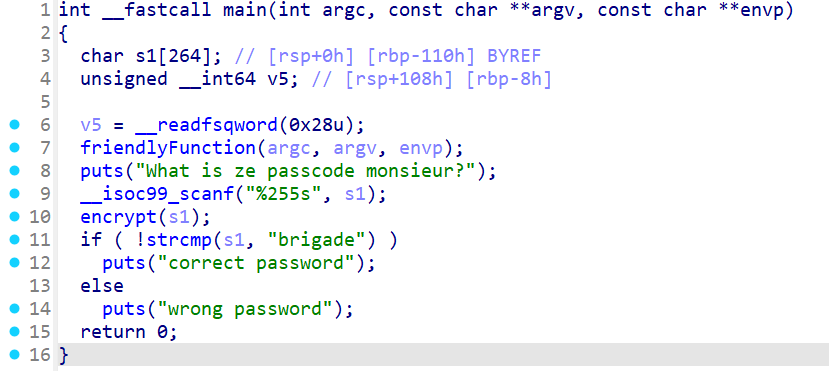 1 int __fastcall main(int argc, const char **argv, const char **envp)
2 {
3   char s1[264]; // [rsp+0h] [rbp-110h] BYREF
4   unsigned __int64 v5; // [rsp+108h] [rbp-8h]
5
6   v5 = __readfsqword(0x28u);
7   friendlyFunction(argc, argv, envp);
8   puts("What is ze passcode monsieur?");
9   __isoc99_scanf("%255s", s1);
10   encrypt(s1);
11   if ( !strcmp(s1, "brigade") )
12     puts("correct password");
13   else
14     puts("wrong password");
15   return 0;
16 }